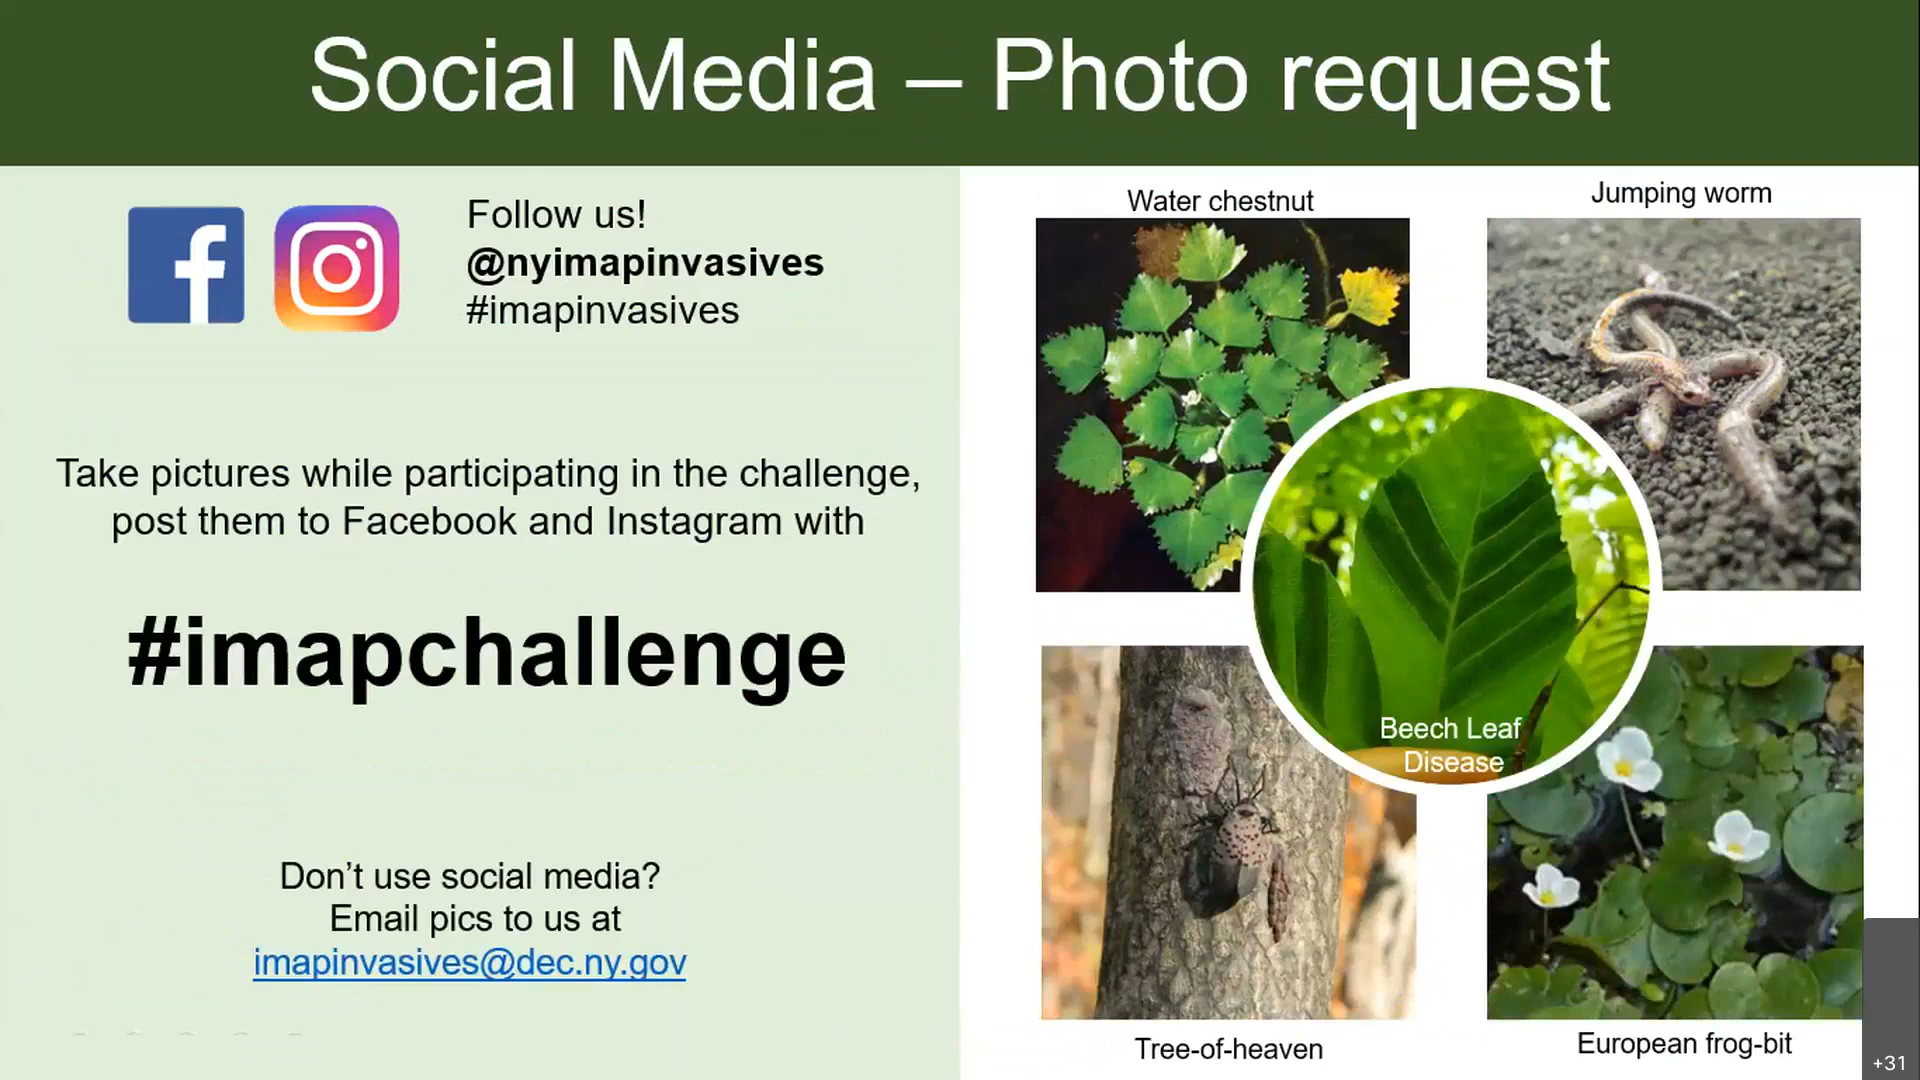 Social Media – Photo request
Follow us!
@nyimapinvasives
#imapinvasives
Take pictures while participating in the challenge,
post them to Facebook and Instagram with
#imapchallenge
Don’t use social media?
Email pics to us at
imapinvasives@dec.ny.gov
Water chestnut
Jumping worm
Beech Leaf
Disease
Tree-of-heaven
European frog-bit
+31